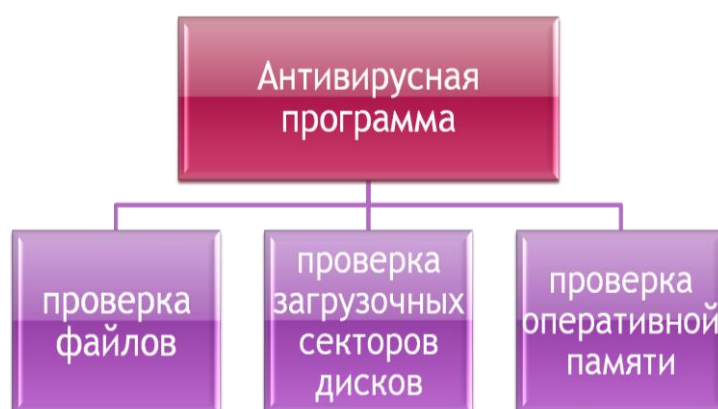 Антивирусная
программа
проверка
файлов
проверка
загрузочных
секторов
дисков
проверка
оперативной
памяти